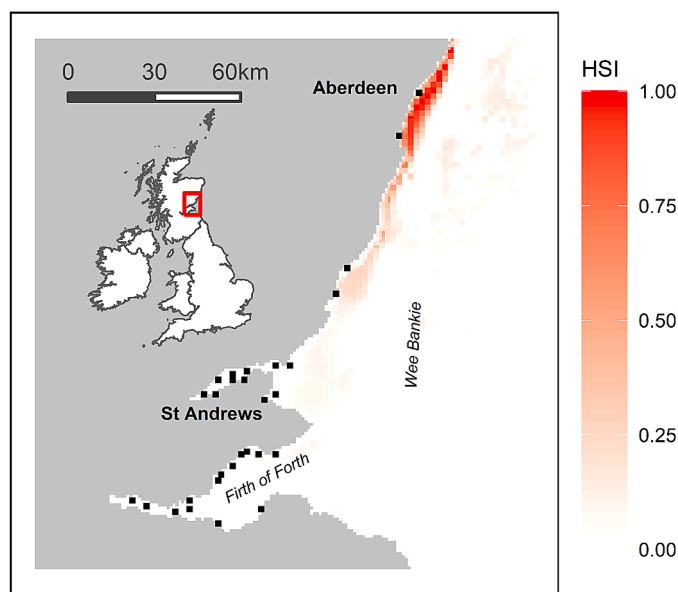 0 30 60km
Aberdeen
Wee Bankie
St Andrews
Firth of Forth
HSI
1.00
0.75
0.50
0.25
0.00